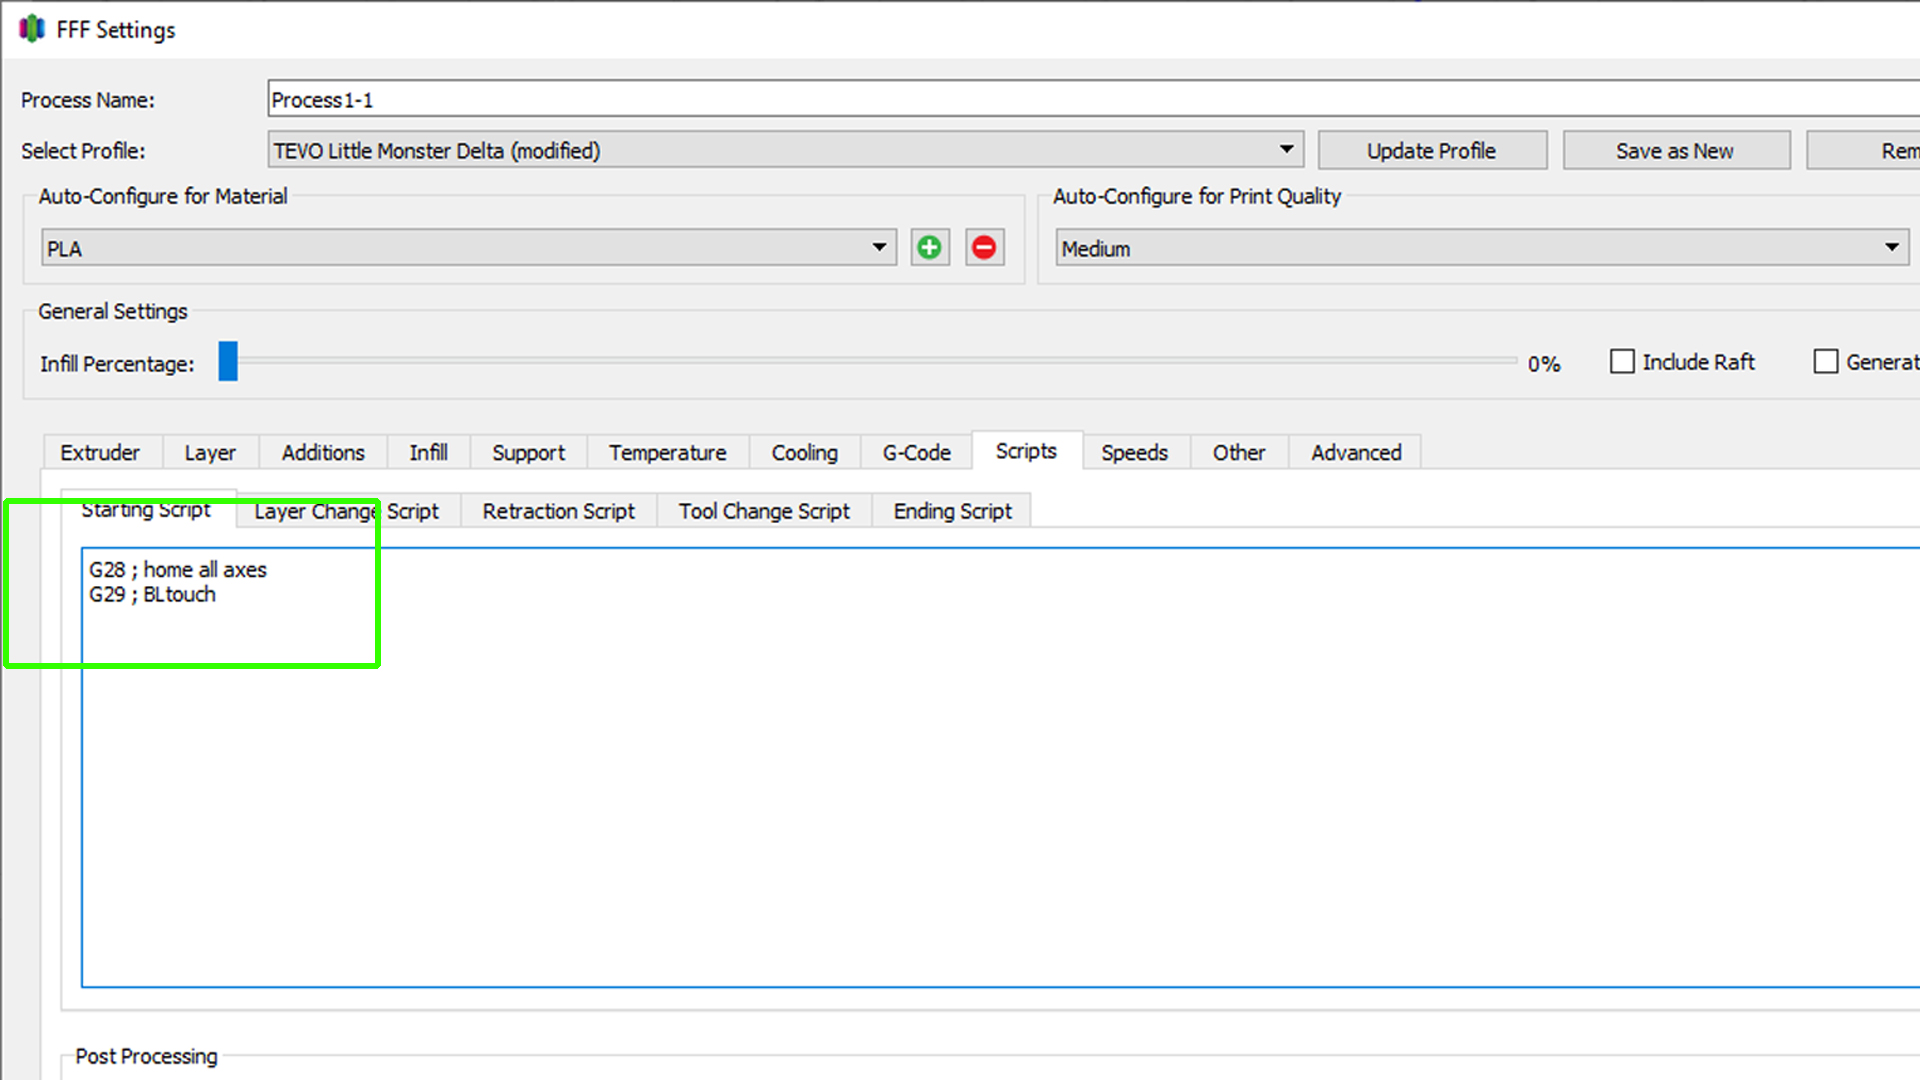 FFF Settings
Process Name: Process1-1
Select Profile: TEVO Little Monster Delta (modified) Update Profile Save as New Rem
Auto-Configure for Material Auto-Configure for Print Quality
PLA Medium
General Settings
Infill Percentage: 0% Include Raft Generat
Extruder Layer Additions Infill Support Temperature Cooling G-Code Scripts Speeds Other Advanced
Starting Script Layer Change Script Retraction Script Tool Change Script Ending Script
G28 ; home all axes
G29 ; BLtouch
Post Processing